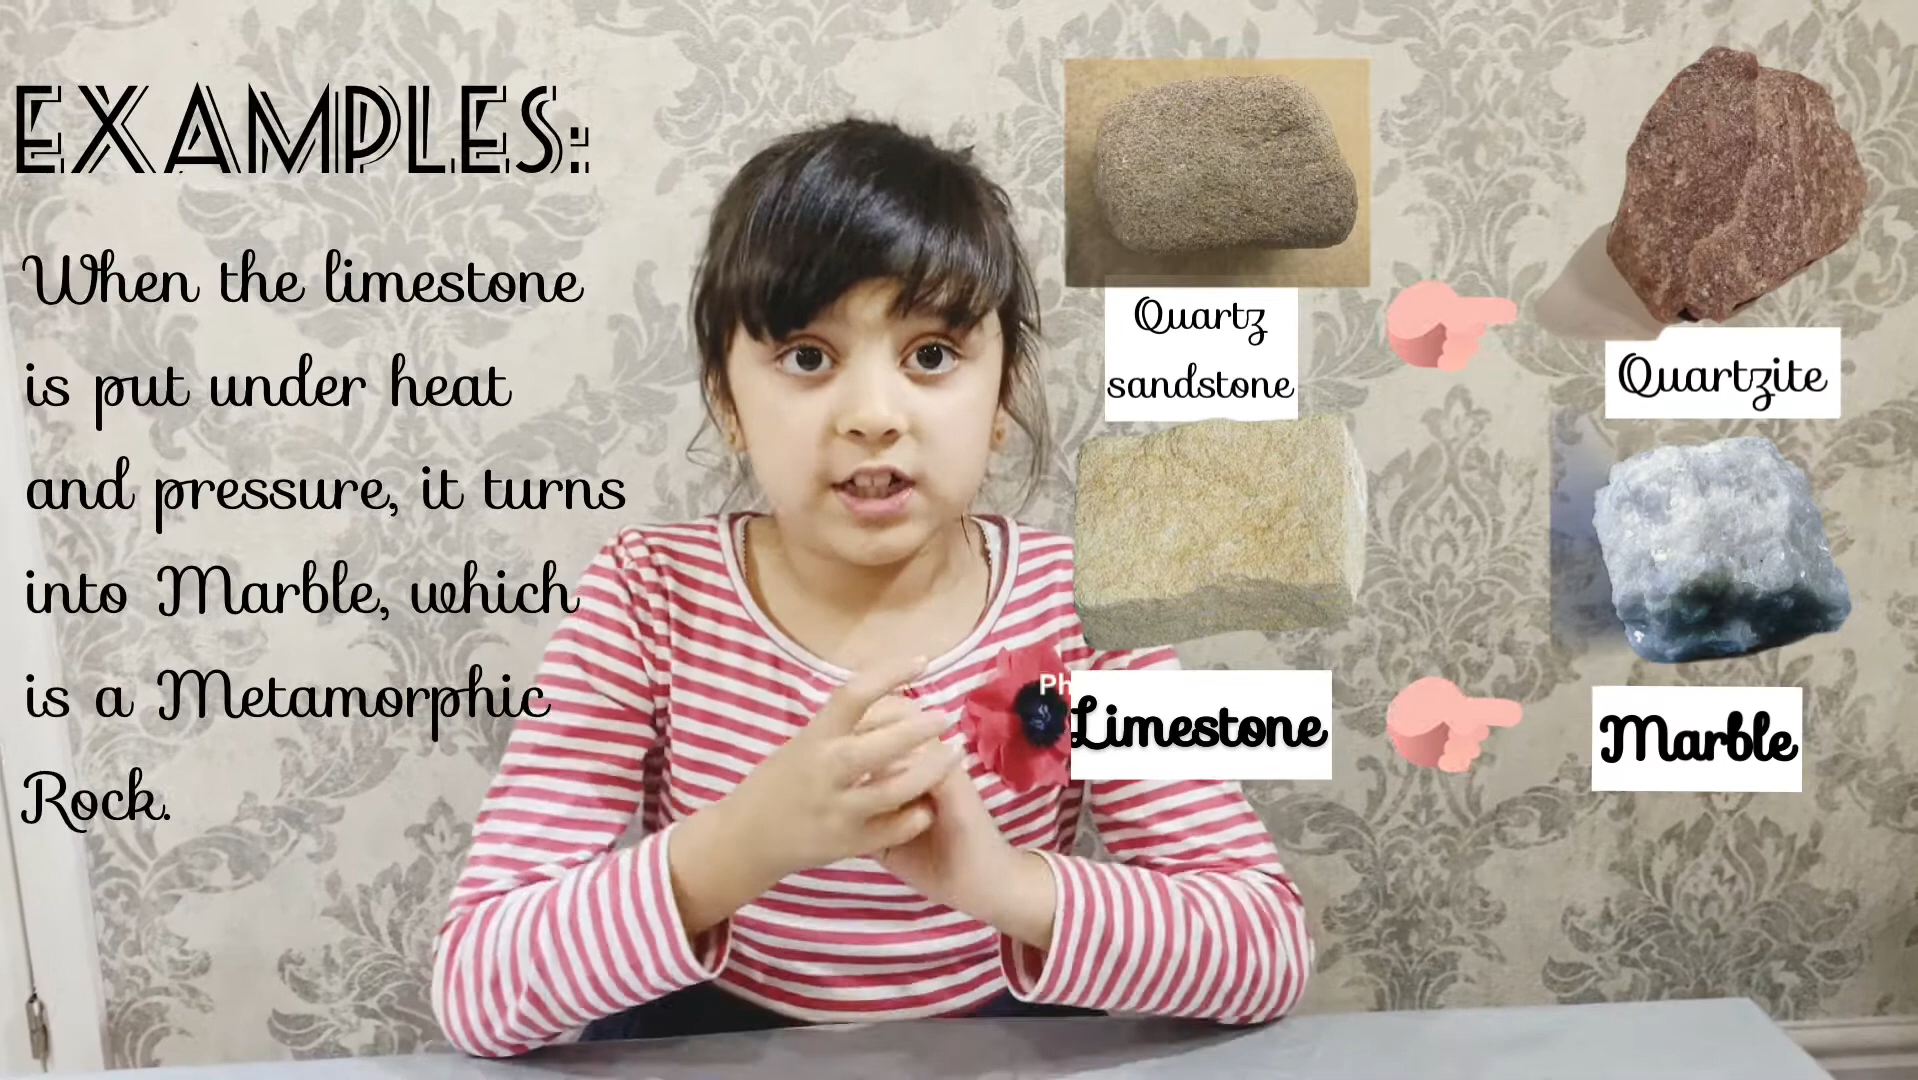 EXAMPLES:
When the limestone
is put under heat
and pressure, it turns
into Marble, which
is a Metamorphic
Rock.
Quartz
sandstone
Quartzite
Ph
Limestone
Marble